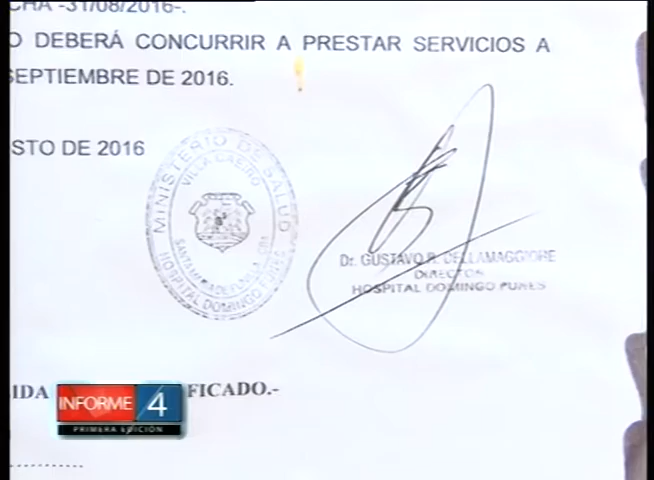 CHA -31/08/2016-.
O DEBERÁ CONCURRIR A PRESTAR SERVICIOS A
SEPTIEMBRE DE 2016.
STO DE 2016
MINISTERIO DE SALUD
VILLA CAEIRO
HOSPITAL DOMINGO FUNES
Dr. GUSTAVO R. DELLAMAGGIORE
DIRECTOR
HOSPITAL DOMINGO FUNES
IDA
FICADO.-
INFORME 4
PRIMERA EDICIÓN